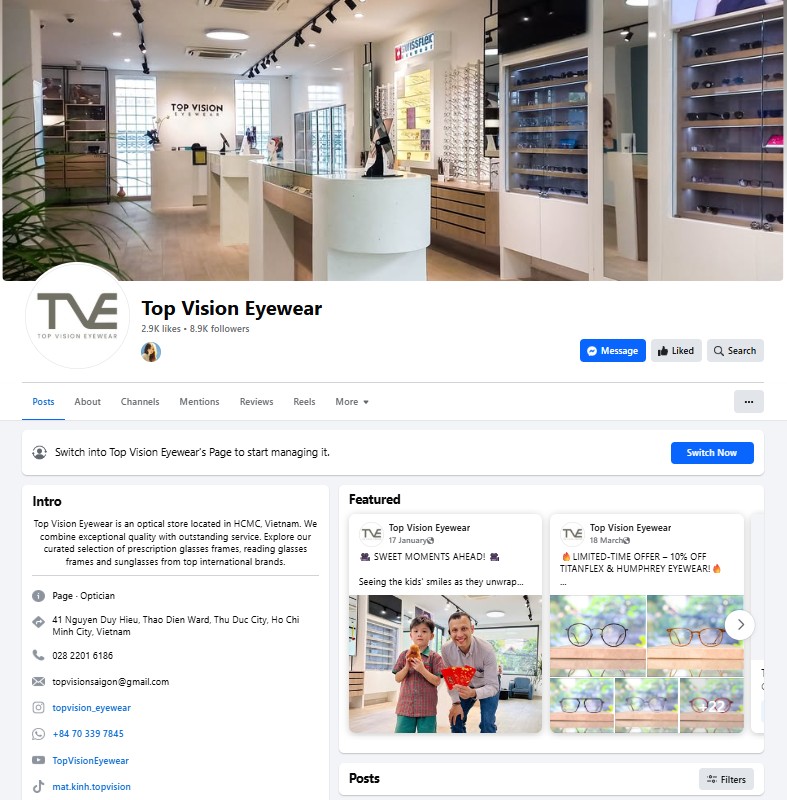 swissflex
eyewear
TOP VISION
EYEWEAR
TVE
TOP VISION EYEWEAR
Top Vision Eyewear
2.9K likes • 8.9K followers
Message
Liked
Search
Posts
About
Channels
Mentions
Reviews
Reels
More
Switch into Top Vision Eyewear's Page to start managing it.
Switch Now
Intro
Top Vision Eyewear is an optical store located in HCMC, Vietnam. We
combine exceptional quality with outstanding service. Explore our
curated selection of prescription glasses frames, reading glasses
frames and sunglasses from top international brands.
Page · Optician
41 Nguyen Duy Hieu, Thao Dien Ward, Thu Duc City, Ho Chi
Minh City, Vietnam
028 2201 6186
topvisionsaigon@gmail.com
topvision_eyewear
+84 70 339 7845
TopVisionEyewear
mat.kinh.topvision
Featured
TVE
Top Vision Eyewear
17 January
SWEET MOMENTS AHEAD!
Seeing the kids' smiles as they unwrap...
TVE
Top Vision Eyewear
18 March
🔥LIMITED-TIME OFFER – 10% OFF
TITANFLEX & HUMPHREY EYEWEAR!🔥
...
+22
Posts
Filters